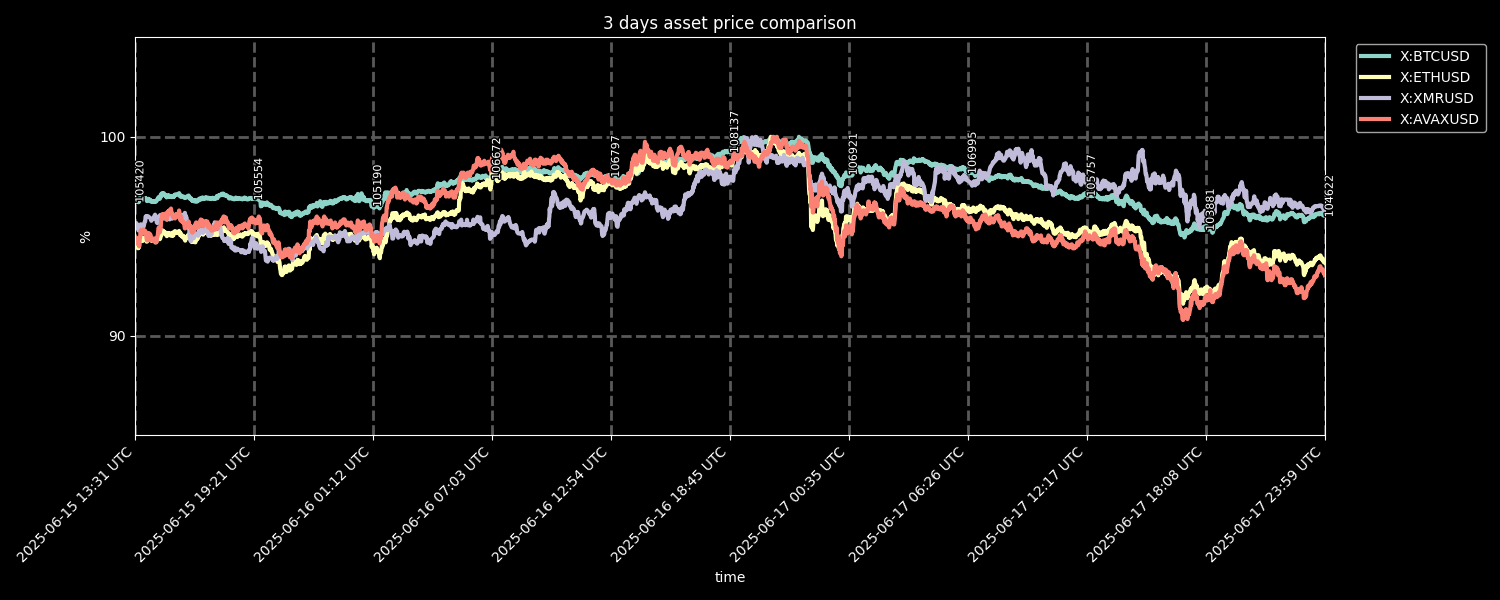 3 days asset price comparison
X:BTCUSD
X:ETHUSD
X:XMRUSD
X:AVAXUSD
100
90
%
105420
105554
105190
106672
106797
108137
106921
106995
105757
103881
104622
2025-06-15 13:31 UTC
2025-06-15 19:21 UTC
2025-06-16 01:12 UTC
2025-06-16 07:03 UTC
2025-06-16 12:54 UTC
2025-06-16 18:45 UTC
2025-06-17 00:35 UTC
2025-06-17 06:26 UTC
2025-06-17 12:17 UTC
2025-06-17 18:08 UTC
2025-06-17 23:59 UTC
time